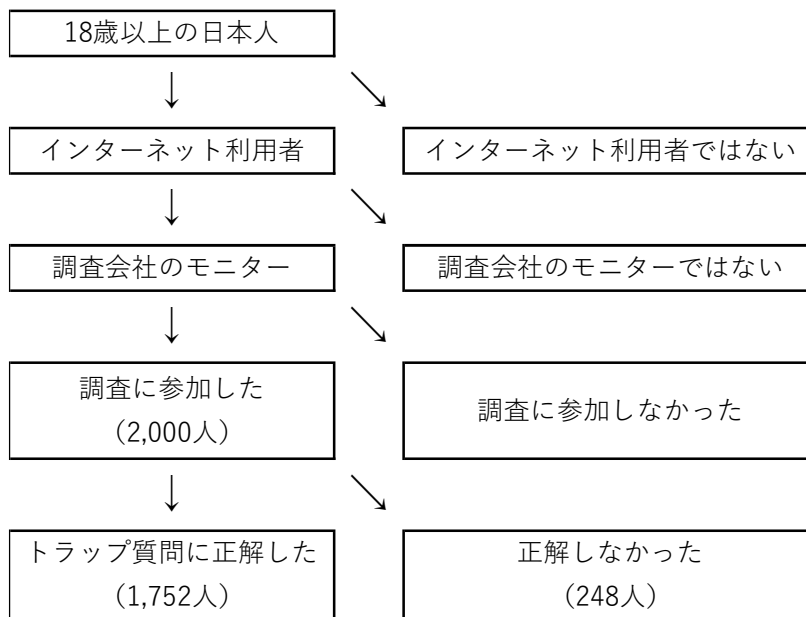 18歳以上の日本人
インターネット利用者
インターネット利用者ではない
調査会社のモニター
調査会社のモニターではない
調査に参加した
(2,000人)
調査に参加しなかった
トラップ質問に正解した
(1,752人)
正解しなかった
(248人)